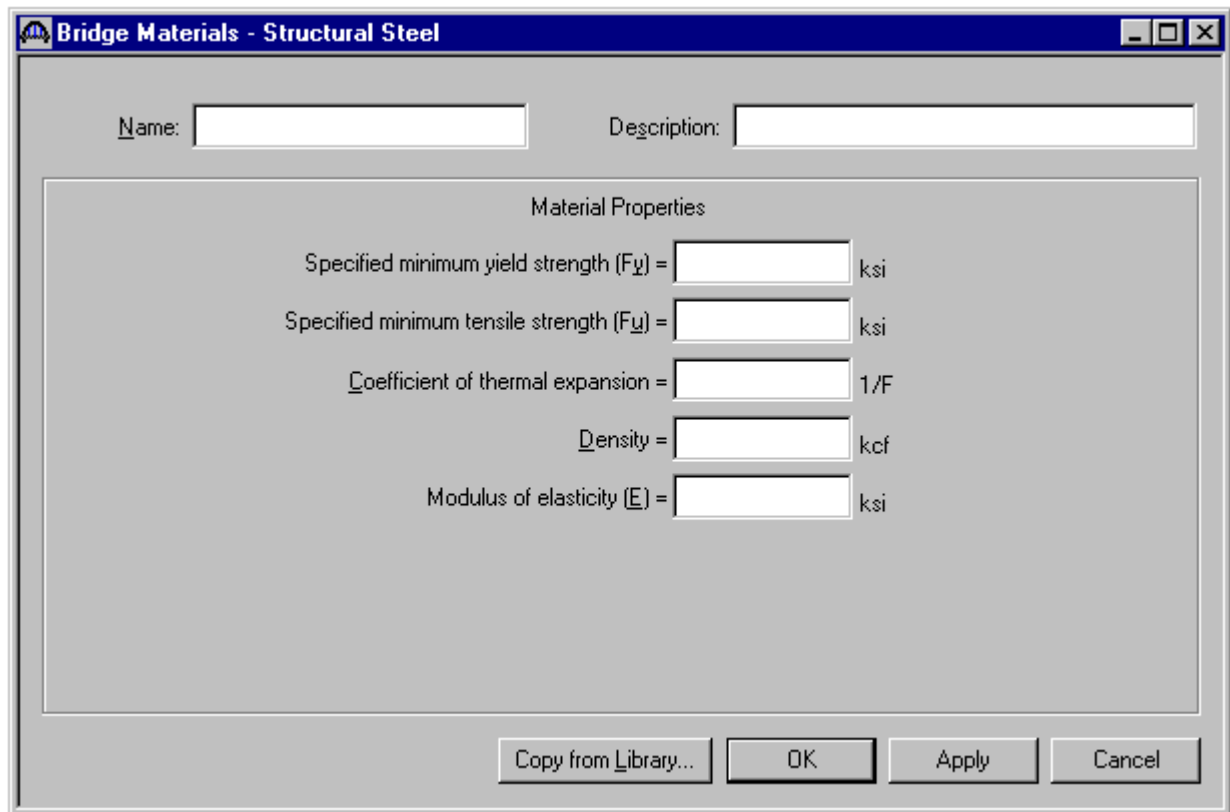 Bridge Materials - Structural Steel
Name: Description:
Material Properties
Specified minimum yield strength (Fy) = ksi
Specified minimum tensile strength (Fu) = ksi
Coefficient of thermal expansion = 1/F
Density = kcf
Modulus of elasticity (E) = ksi
Copy from Library... OK Apply Cancel